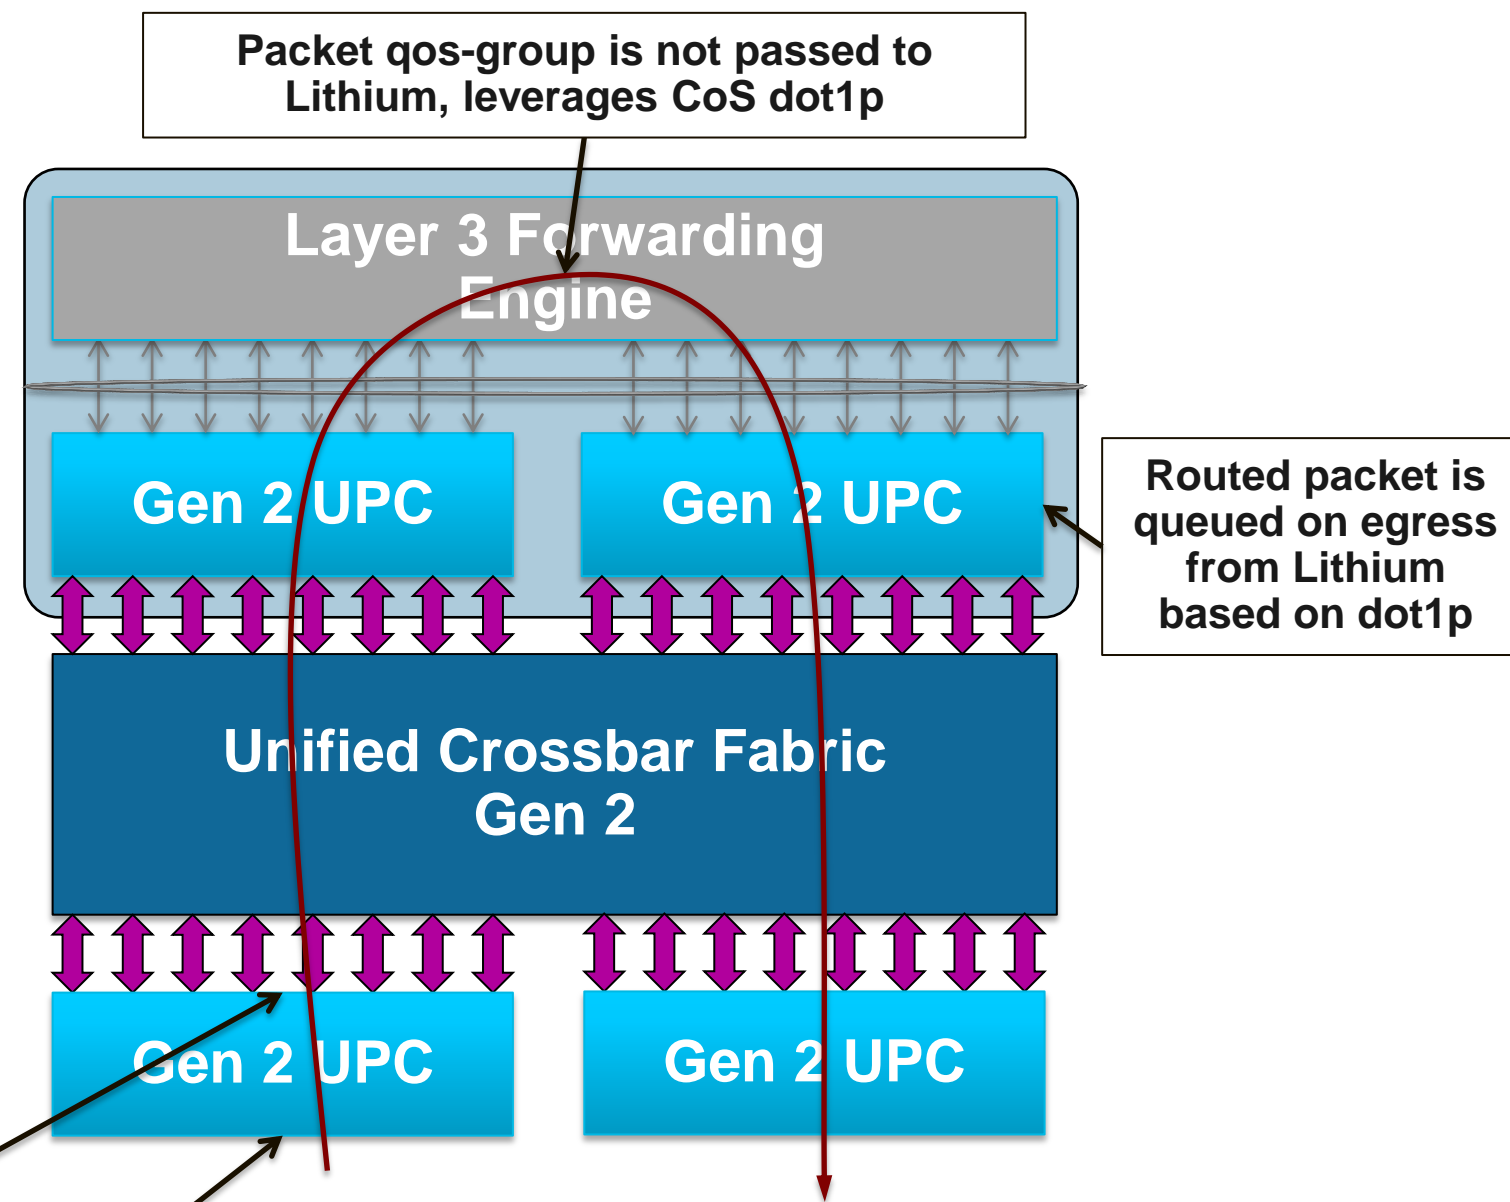 Packet qos-group is not passed to
Lithium, leverages CoS dot1p
Layer 3 Forwarding
Engine
Gen 2 UPC
Gen 2 UPC
Routed packet is
queued on egress
from Lithium
based on dot1p
Unified Crossbar Fabric
Gen 2
Gen 2 UPC
Gen 2 UPC